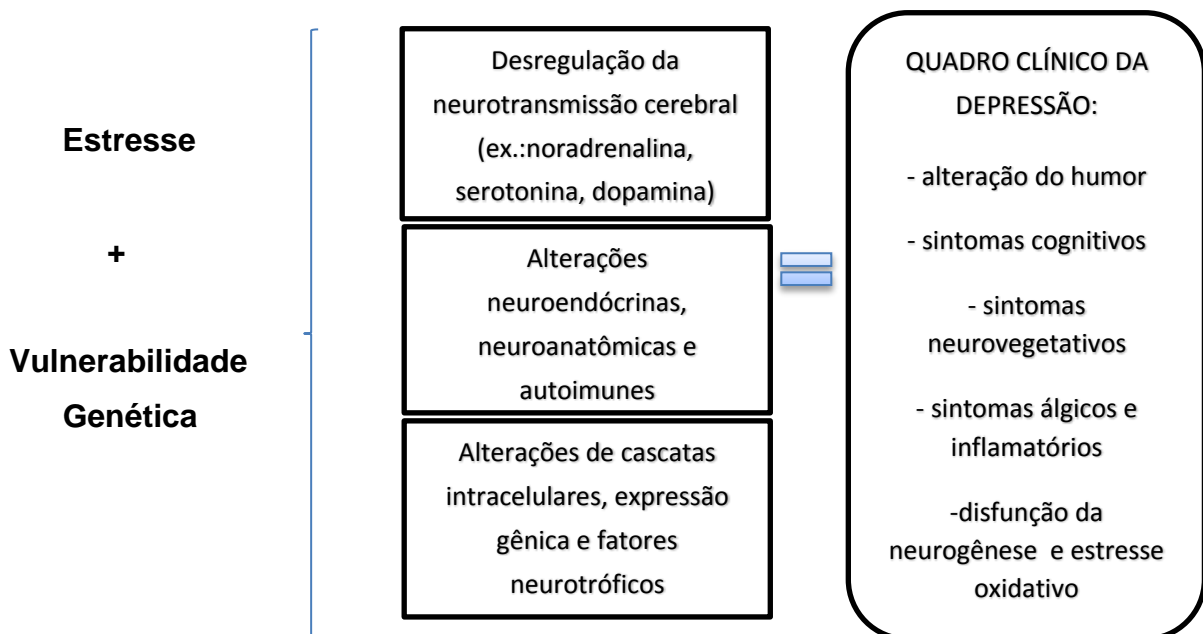 Estresse
+
Vulnerabilidade
Genética
Desregulação da
neurotransmissão cerebral
(ex.:noradrenalina,
serotonina, dopamina)
Alterações
neuroendócrinas,
neuroanatômicas e
autoimunes
Alterações de cascatas
intracelulares, expressão
gênica e fatores
neurotróficos
QUADRO CLÍNICO DA
DEPRESSÃO:
- alteração do humor
- sintomas cognitivos
- sintomas
neurovegetativos
- sintomas álgicos e
inflamatórios
-disfunção da
neurogênese e estresse
oxidativo